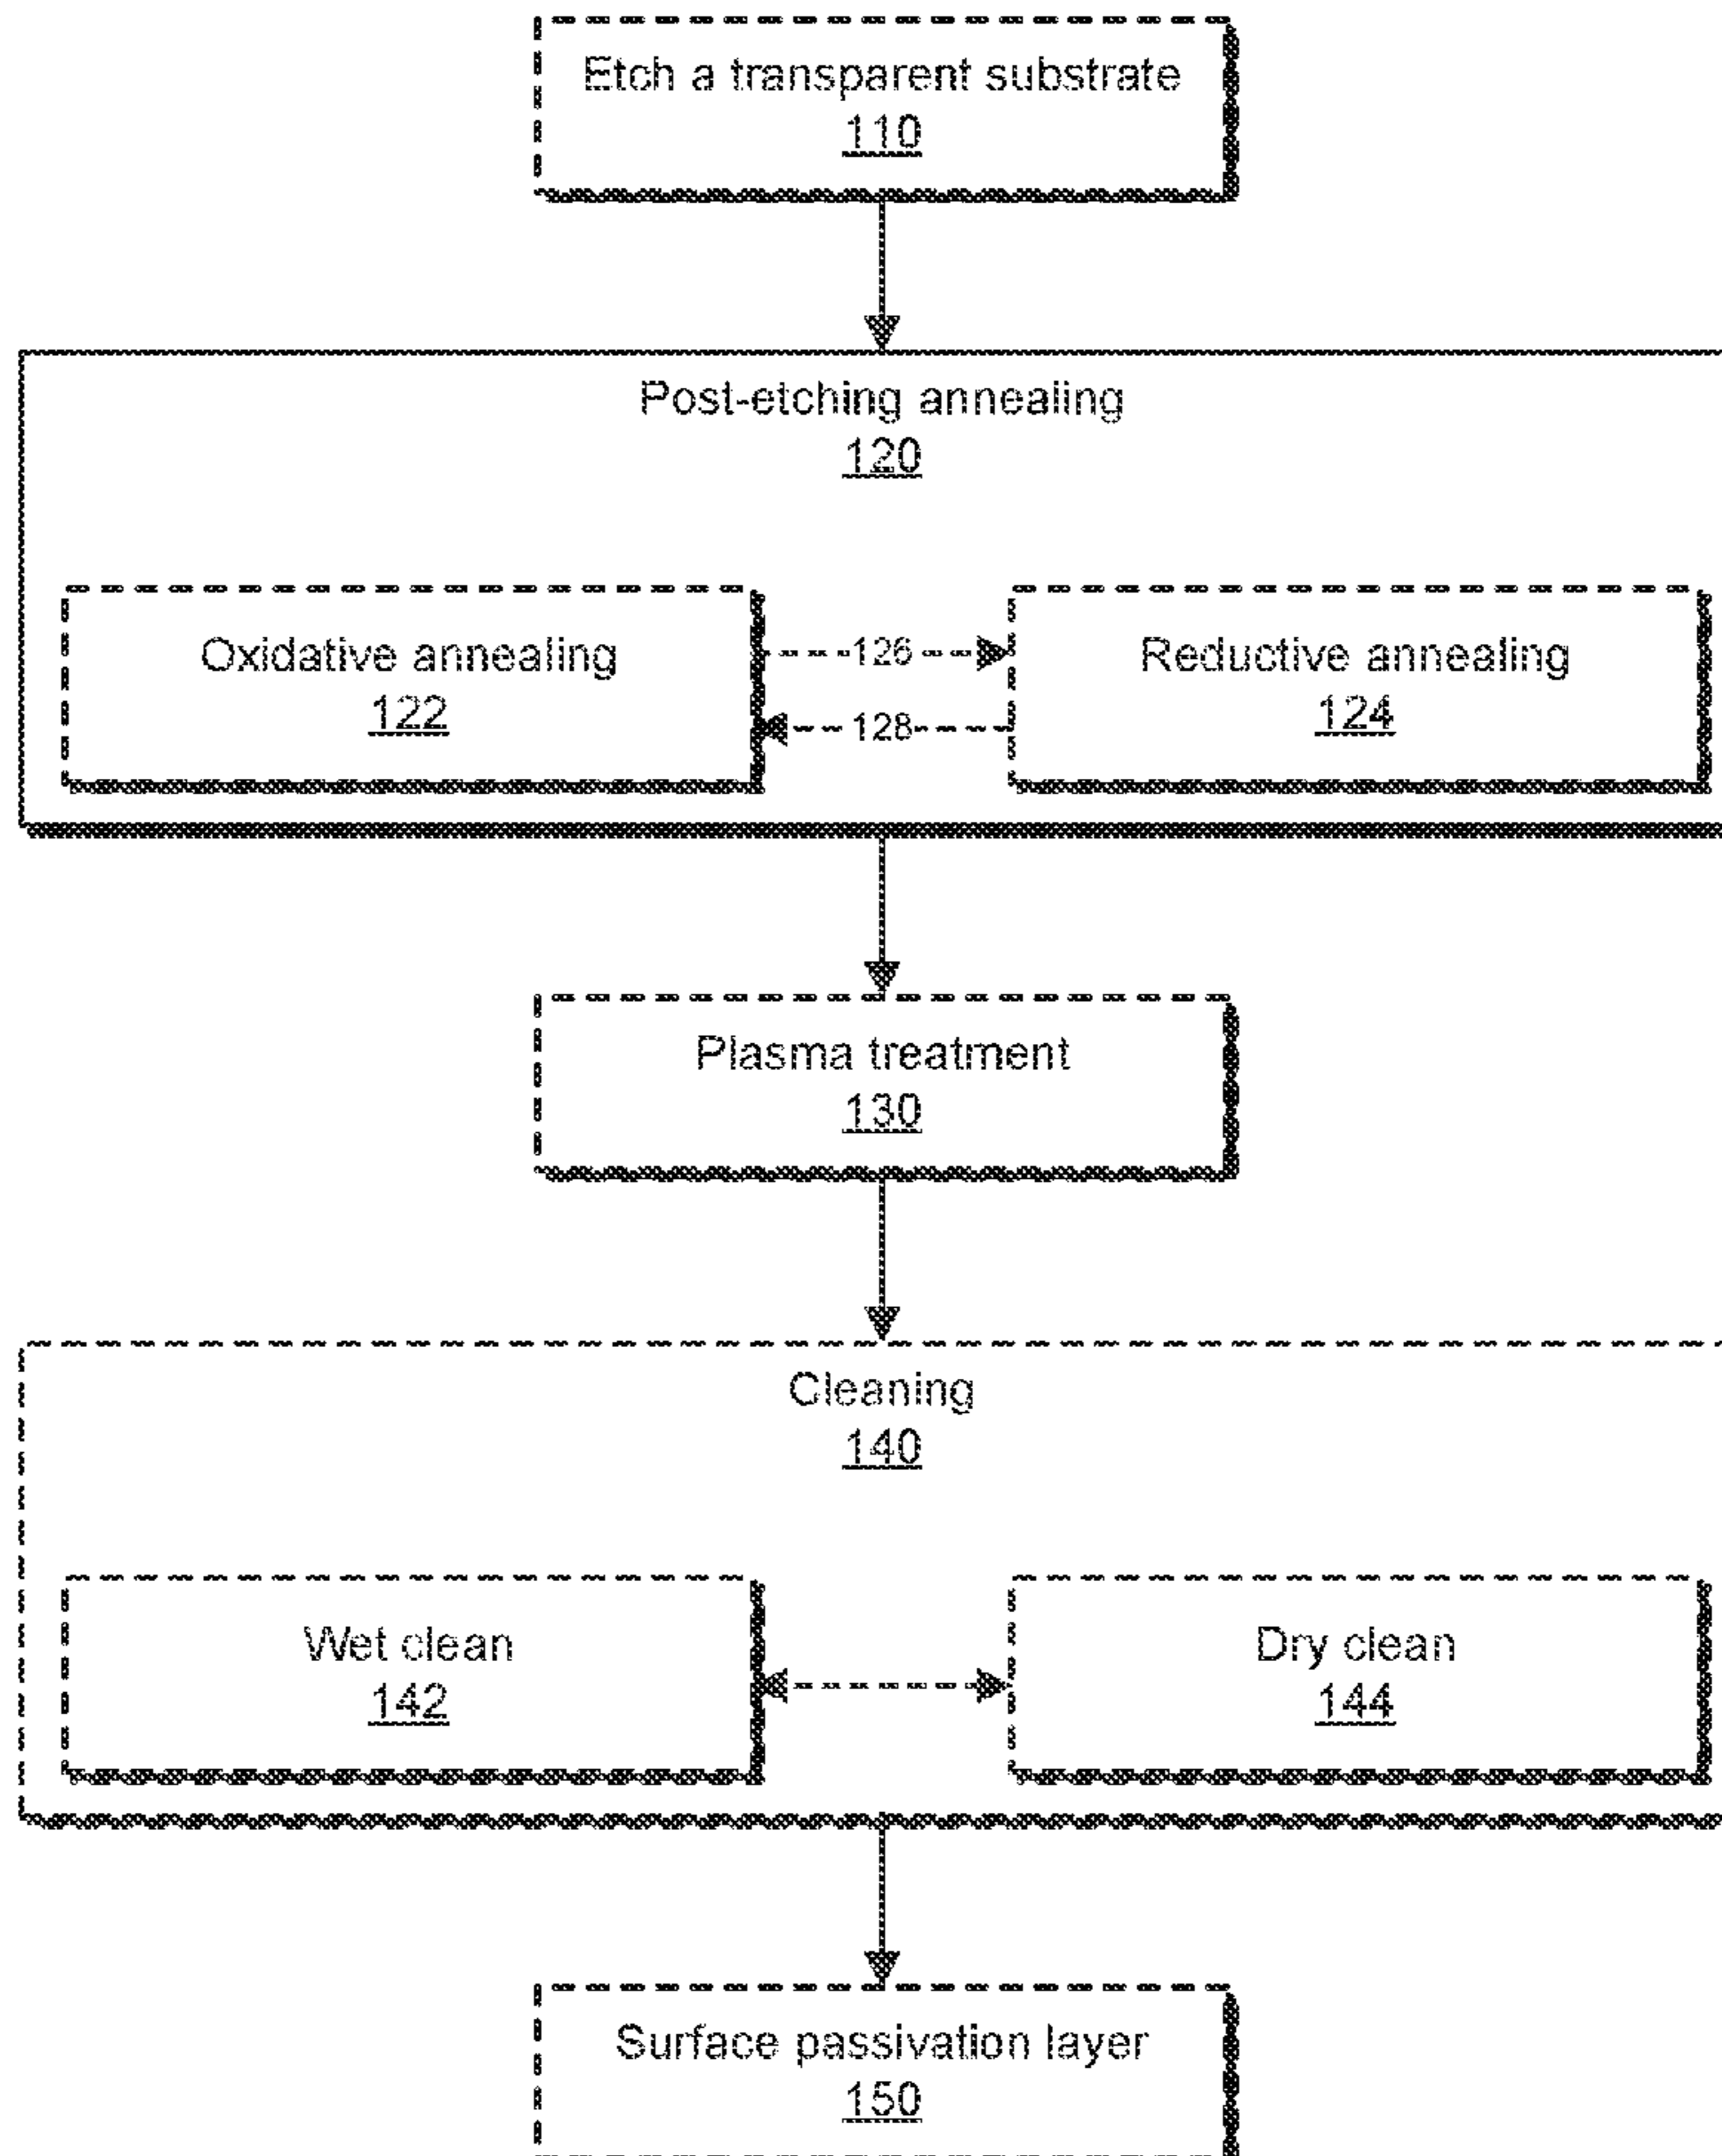 Etch a transparent substrate
110
Post-etching annealing
120
Oxidative annealing
122
126
128
Reductive annealing
124
Plasma treatment
130
Cleaning
140
Wet clean
142
Dry clean
144
Surface passivation layer
150